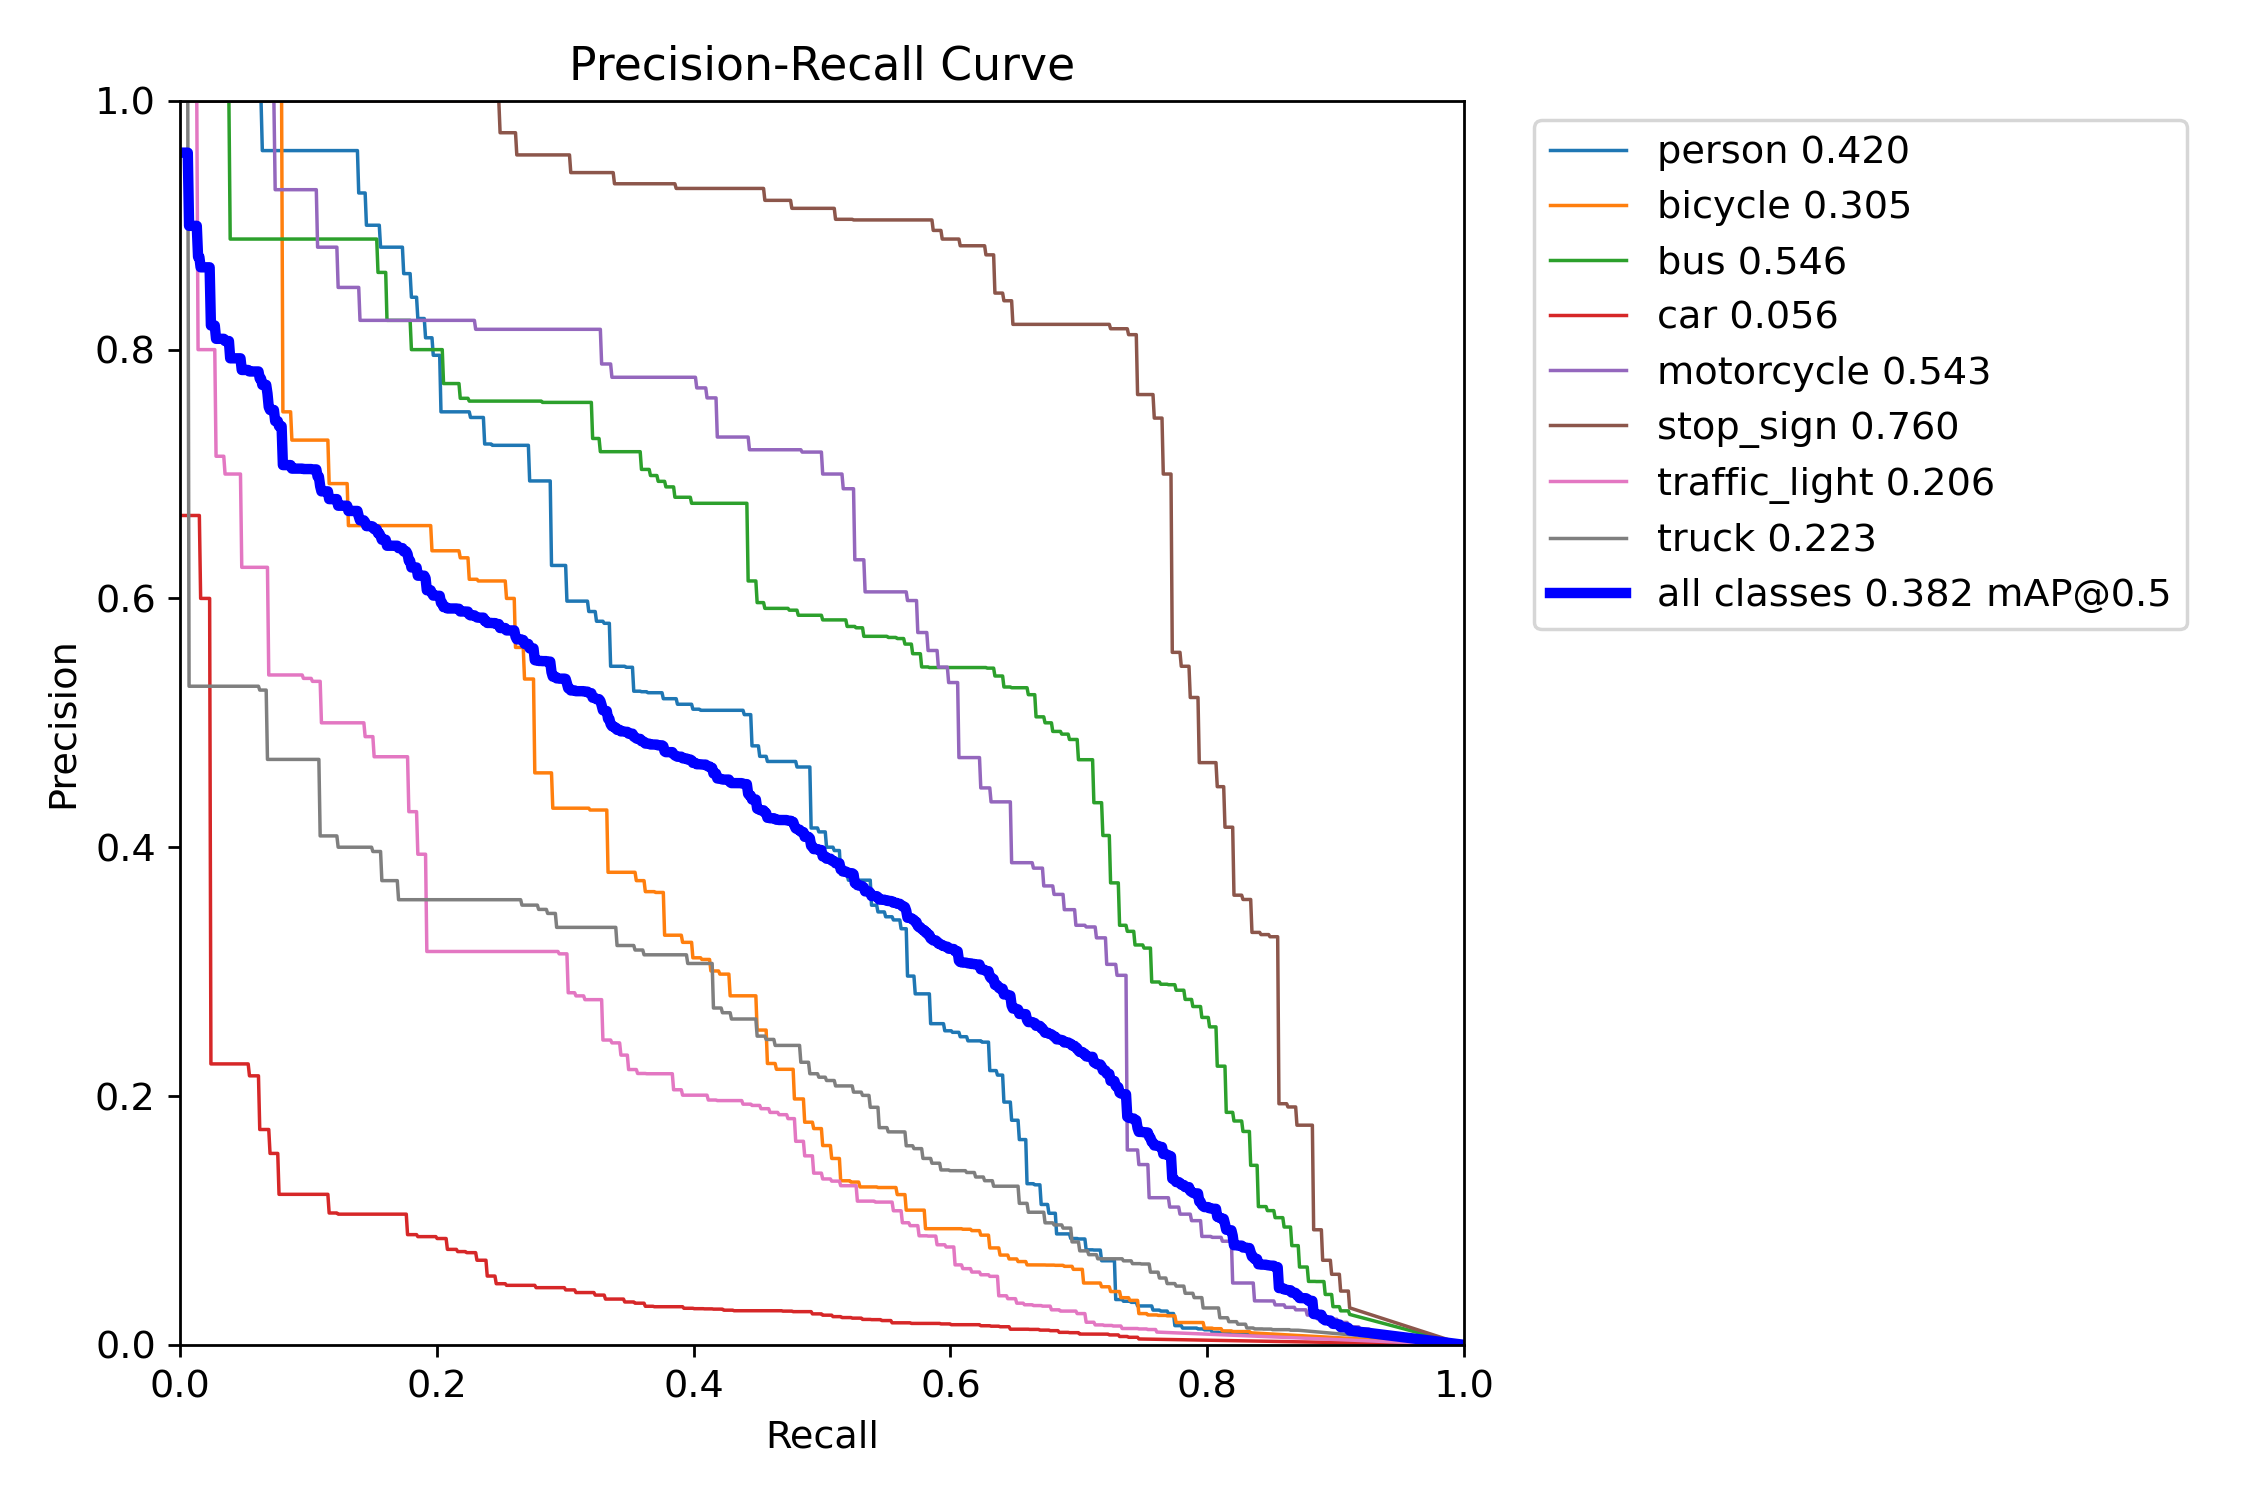 Precision-Recall Curve
1.0
0.8
0.6
0.4
0.2
0.0
Precision
0.0 0.2 0.4 0.6 0.8 1.0
Recall
person 0.420
bicycle 0.305
bus 0.546
car 0.056
motorcycle 0.543
stop_sign 0.760
traffic_light 0.206
truck 0.223
all classes 0.382 mAP@0.5